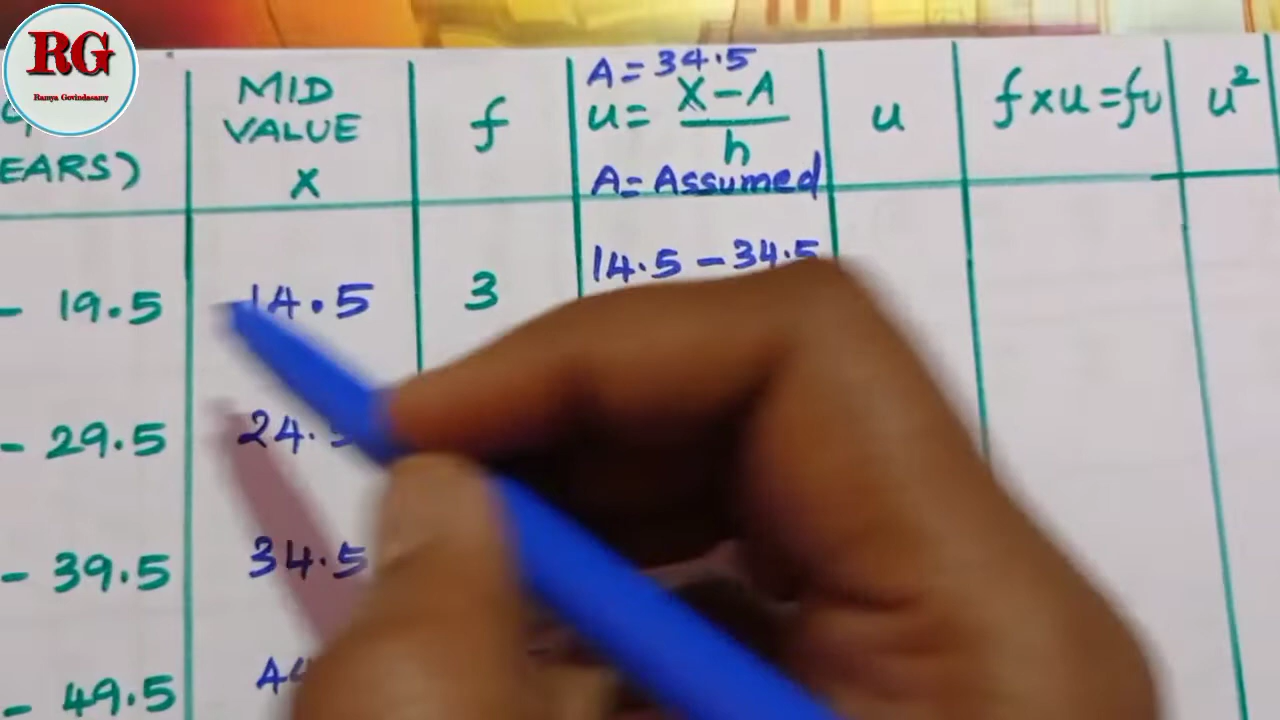 RG
Ramya Govindasamy
EARS)
MID
VALUE
X
f
A = 34.5
u = X - A
h
A = Assumed
u
f x u = fu
u²
- 19.5
14.5
3
14.5 - 34.5
- 29.5
- 39.5
34.5
- 49.5